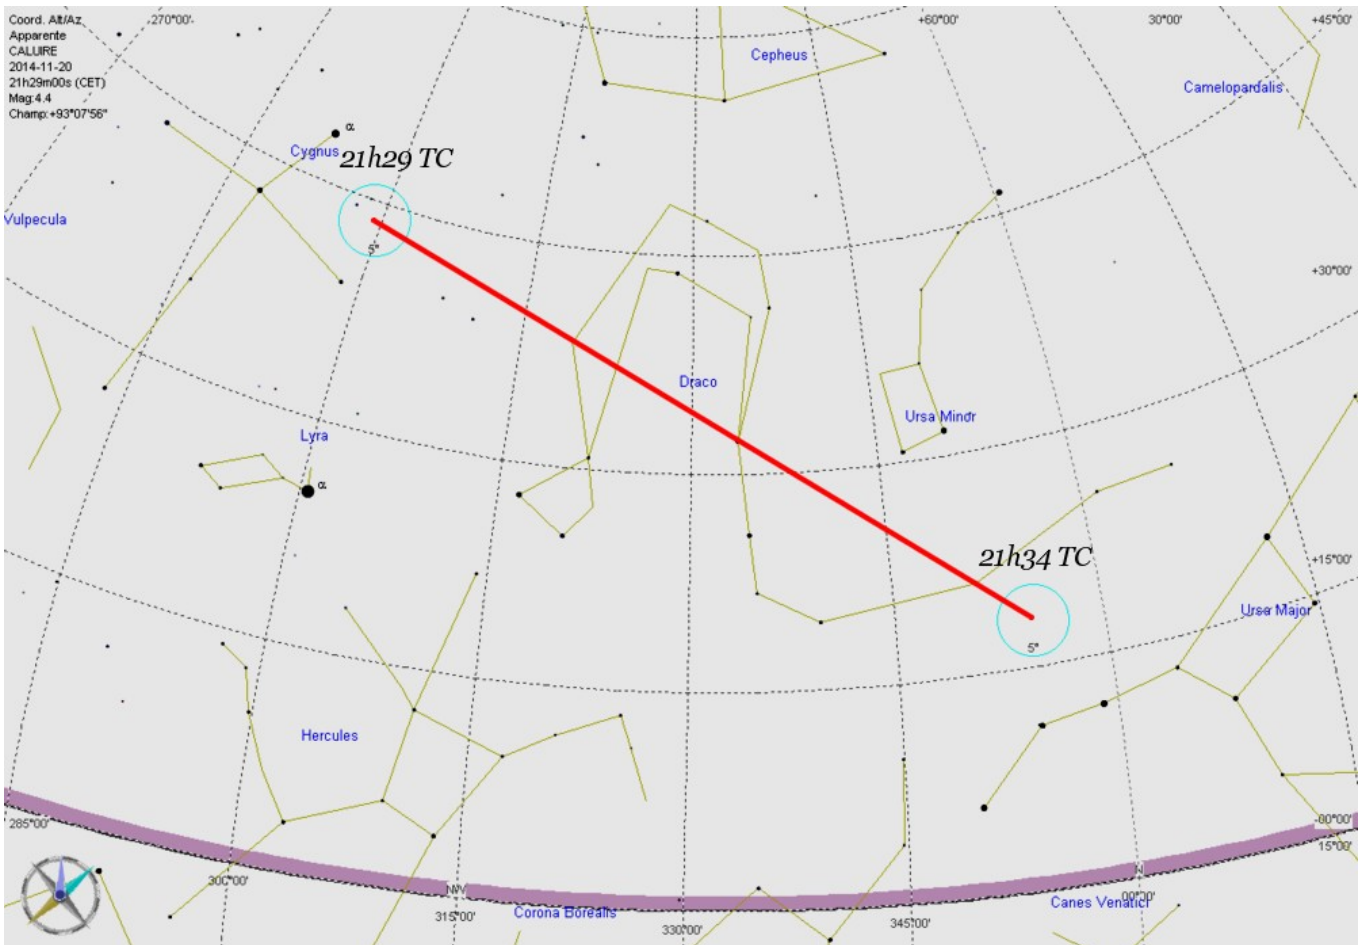 Coord. Alt/Az
Apparente
CALUIRE
2014-11-20
21h29m00s (CET)
Mag:4.4
Champ:+93°07'56"
270°00'
+60°00'
30°00'
+45°00'
Cepheus
Camelopardalis
α
Cygnus
21h29 TC
Vulpecula
5°
+30°00'
Draco
Ursa Minor
Lyra
α
21h34 TC
+15°00'
Ursa Major
5°
Hercules
285°00'
-00°00'
15°00'
300°00'
NW
N
315°00'
Corona Borealis
330°00'
345°00'
00°00'
Canes Venatici